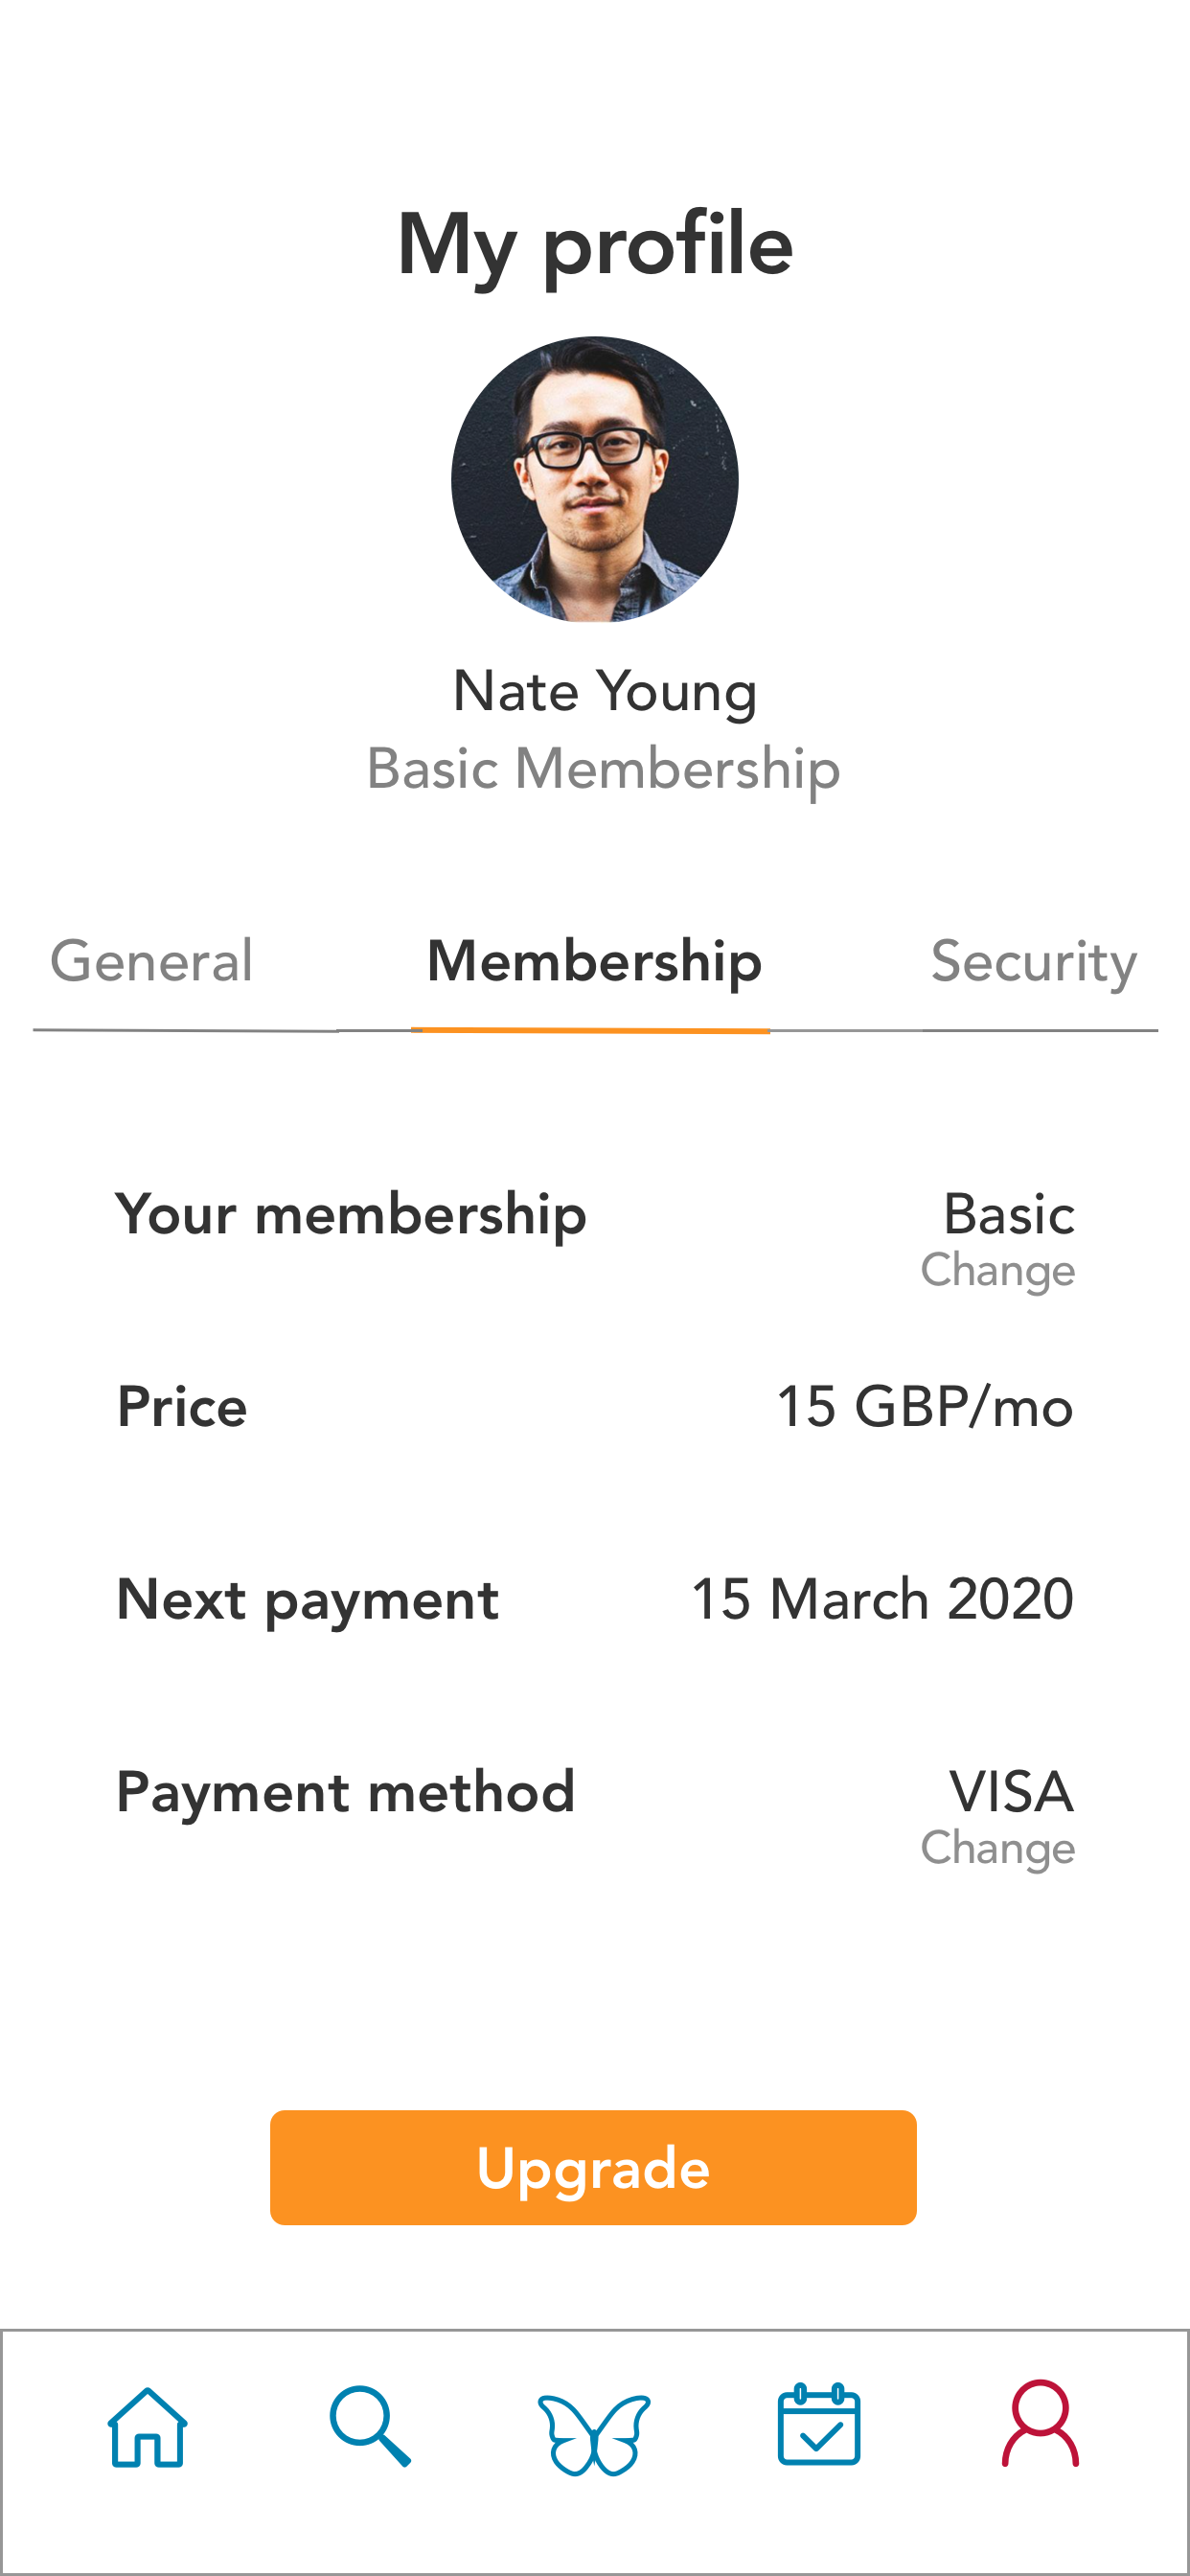 My profile
Nate Young
Basic Membership
General Membership Security
Your membership Basic
Change
Price 15 GBP/mo
Next payment 15 March 2020
Payment method VISA
Change
Upgrade